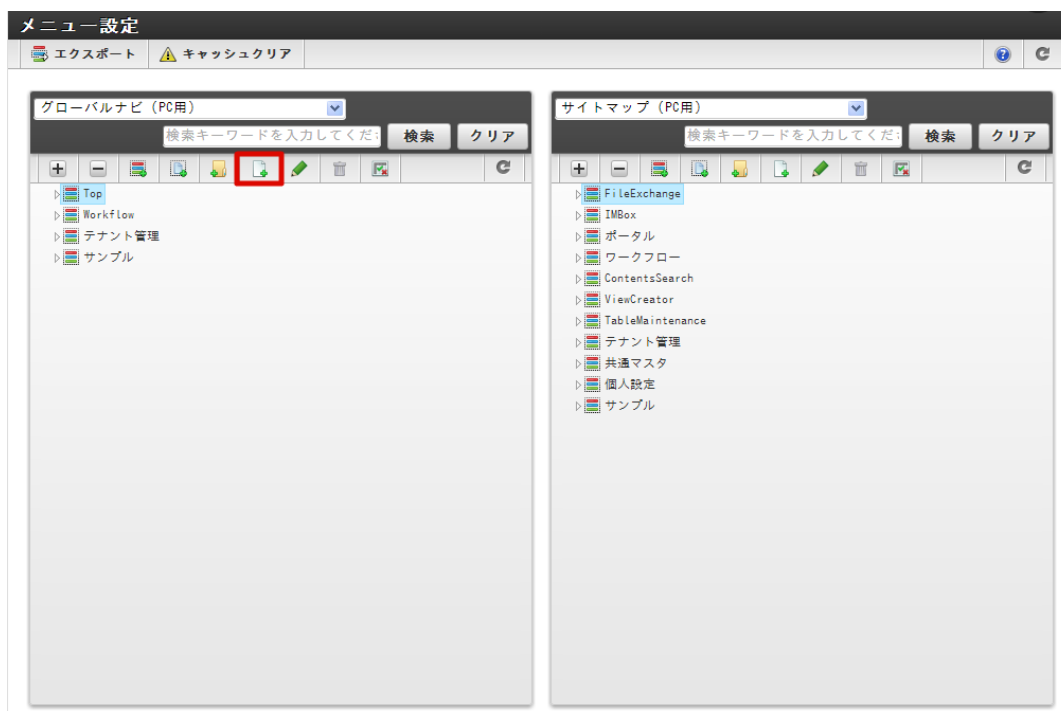 メニュー設定
エクスポート キャッシュクリア
グローバルナビ（PC用）
検索キーワードを入力してくだ 検索 クリア
Top
Workflow
テナント管理
サンプル
サイトマップ（PC用）
検索キーワードを入力してくだ 検索 クリア
FileExchange
IMBox
ポータル
ワークフロー
ContentsSearch
ViewCreator
TableMaintenance
テナント管理
共通マスタ
個人設定
サンプル